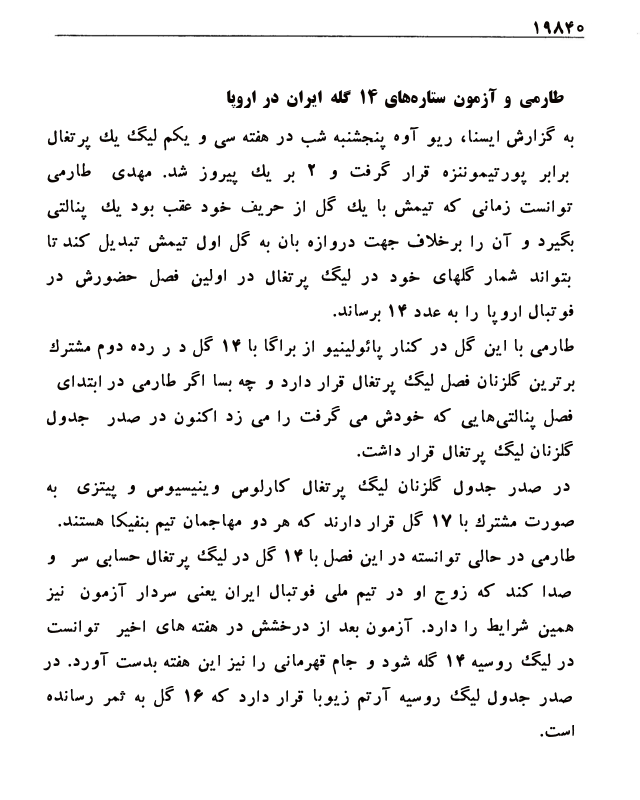 ۱۹۸۴۰
طارمی و آزمون ستاره‌های ۱۴ گله ایران در اروپا
به گزارش ایسنا، ریو آوه پنجشنبه شب در هفته سی و یکم لیگ یك پرتغال
برابر پورتیموننزه قرار گرفت و ۲ بر یك پیروز شد. مهدی طارمی
توانست زمانی که تیمش با یك گل از حریف خود عقب بود یك پنالتی
بگیرد و آن را برخلاف جهت دروازه بان به گل اول تیمش تبدیل کند تا
بتواند شمار گلهای خود در لیگ پرتغال در اولین فصل حضورش در
فوتبال اروپا را به عدد ۱۴ برساند.
طارمی با این گل در کنار پائولینیو از براگا با ۱۴ گل د ر رده دوم مشترك
برترین گلزنان فصل لیگ پرتغال قرار دارد و چه بسا اگر طارمی در ابتدای
فصل پنالتی‌هایی که خودش می گرفت را می زد اکنون در صدر جدول
گلزنان لیگ پرتغال قرار داشت.
در صدر جدول گلزنان لیگ پرتغال کارلوس وینیسیوس و پیتزی به
صورت مشترك با ۱۷ گل قرار دارند که هر دو مهاجمان تیم بنفیکا هستند.
طارمی در حالی توانسته در این فصل با ۱۴ گل در لیگ پرتغال حسابی سر و
صدا کند که زوج او در تیم ملی فوتبال ایران یعنی سردار آزمون نیز
همین شرایط را دارد. آزمون بعد از درخشش در هفته های اخیر توانست
در لیگ روسیه ۱۴ گله شود و جام قهرمانی را نیز این هفته بدست آورد. در
صدر جدول لیگ روسیه آرتم زیوبا قرار دارد که ۱۶ گل به ثمر رسانده
است.